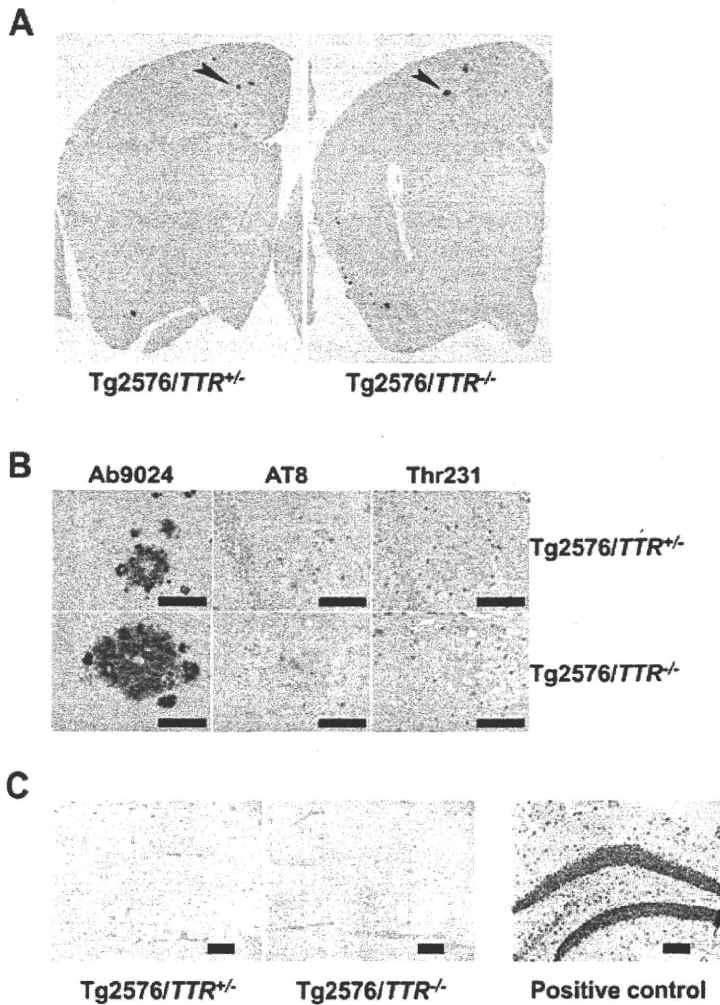 A
Tg2576/TTR+/- Tg2576/TTR-/-
B
Ab9024 AT8 Thr231
Tg2576/TTR+/-
Tg2576/TTR-/-
C
Tg2576/TTR+/- Tg2576/TTR-/- Positive control